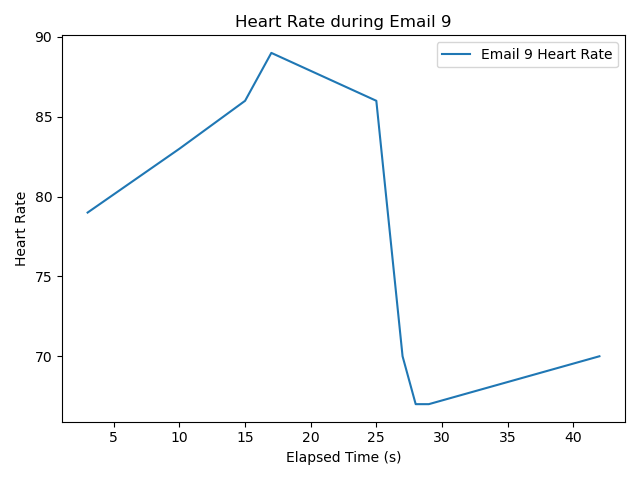 Heart Rate during Email 9
Email 9 Heart Rate
Heart Rate
90
85
80
75
70
5 10 15 20 25 30 35 40
Elapsed Time (s)